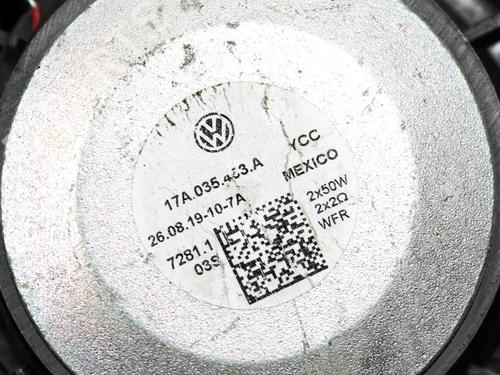 YCC
17A.035.453.A MEXICO
26.08.19-10-7A 2x50W
2x2Ω
7281.1 WFR
03S